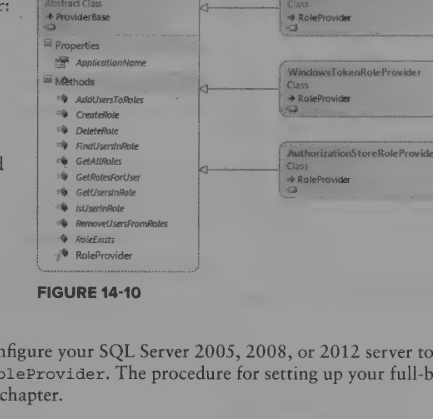 Abstract Class
ProviderBase
Properties
ApplicationName
Methods
AddUsersToRoles
CreateRole
DeleteRole
FindUsersInRole
GetAllRoles
GetRolesForUser
GetUsersInRole
IsUserInRole
RemoveUsersFromRoles
RoleExists
RoleProvider
Class
RoleProvider
WindowsTokenRoleProvider
Class
RoleProvider
AuthorizationStoreRoleProvide
Class
RoleProvider
FIGURE 14-10
nfigure your SQL Server 2005, 2008, or 2012 server to
oleProvider. The procedure for setting up your full-b
chapter.